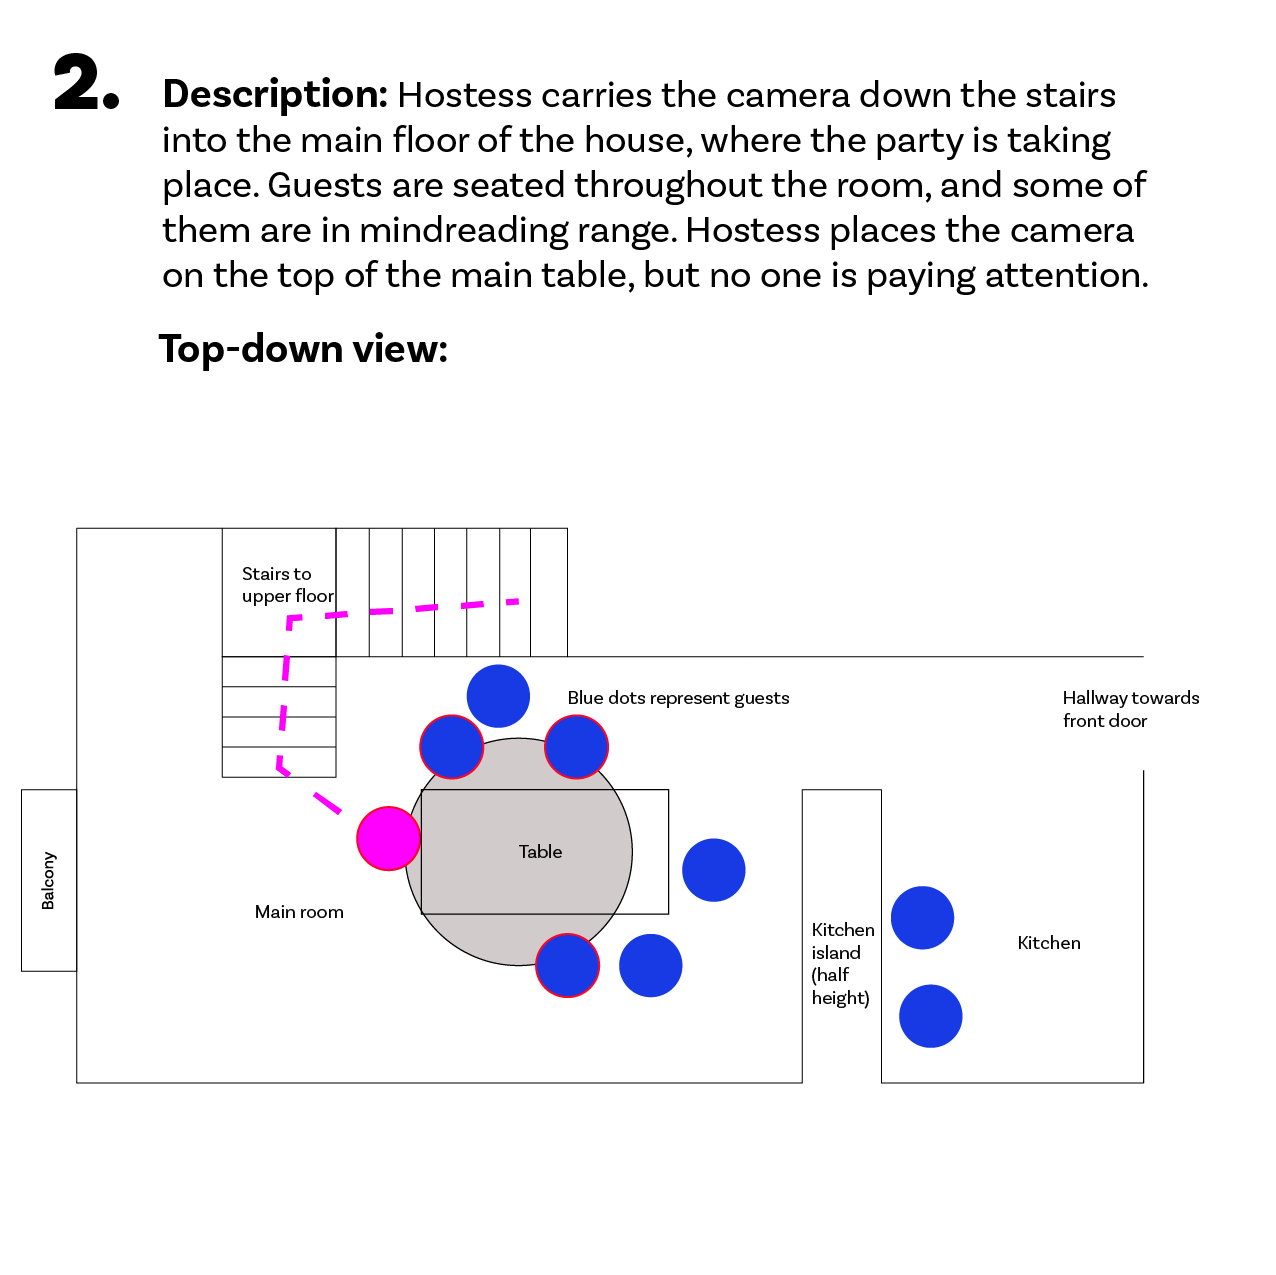 2.
Description: Hostess carries the camera down the stairs
into the main floor of the house, where the party is taking
place. Guests are seated throughout the room, and some of
them are in mindreading range. Hostess places the camera
on the top of the main table, but no one is paying attention.
Top-down view:
Stairs to
upper floor
Blue dots represent guests
Hallway towards
front door
Balcony
Table
Main room
Kitchen
island
(half
height)
Kitchen